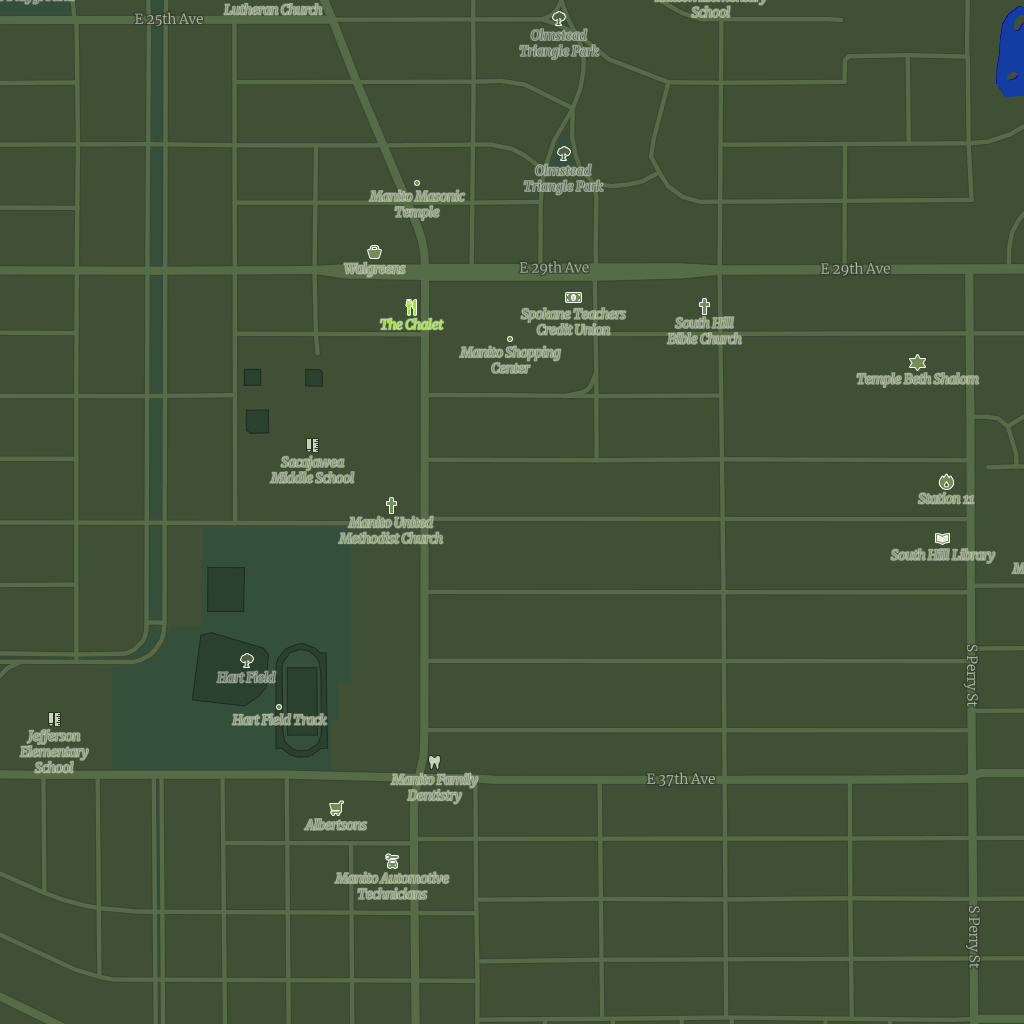 E 25th Ave
Lutheran Church
School
Olmstead
Triangle Park
Olmstead
Triangle Park
Manito Masonic
Temple
Walgreens
E 29th Ave
E 29th Ave
The Chalet
Spokane Teachers
Credit Union
South Hill
Bible Church
Manito Shopping
Center
Temple Beth Shalom
Sacajawea
Middle School
Station 11
Manito United
Methodist Church
South Hill Library
M
Hart Field
S Perry St
Hart Field Track
Jefferson
Elementary
School
Manito Family
Dentistry
E 37th Ave
Albertsons
Manito Automotive
Technicians
S Perry St